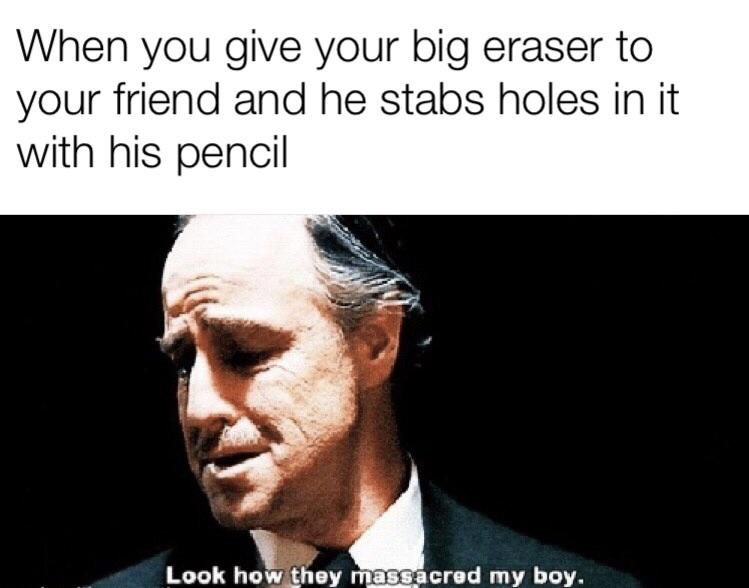 When you give your big eraser to
your friend and he stabs holes in it
with his pencil
Look how they massacred my boy.